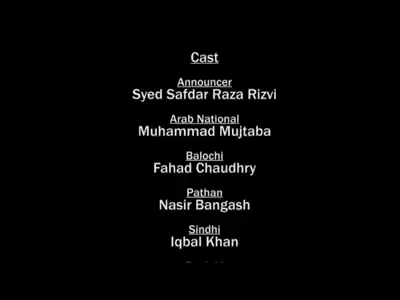 Cast
Announcer
Syed Safdar Raza Rizvi
Arab National
Muhammad Mujtaba
Balochi
Fahad Chaudhry
Pathan
Nasir Bangash
Sindhi
Iqbal Khan